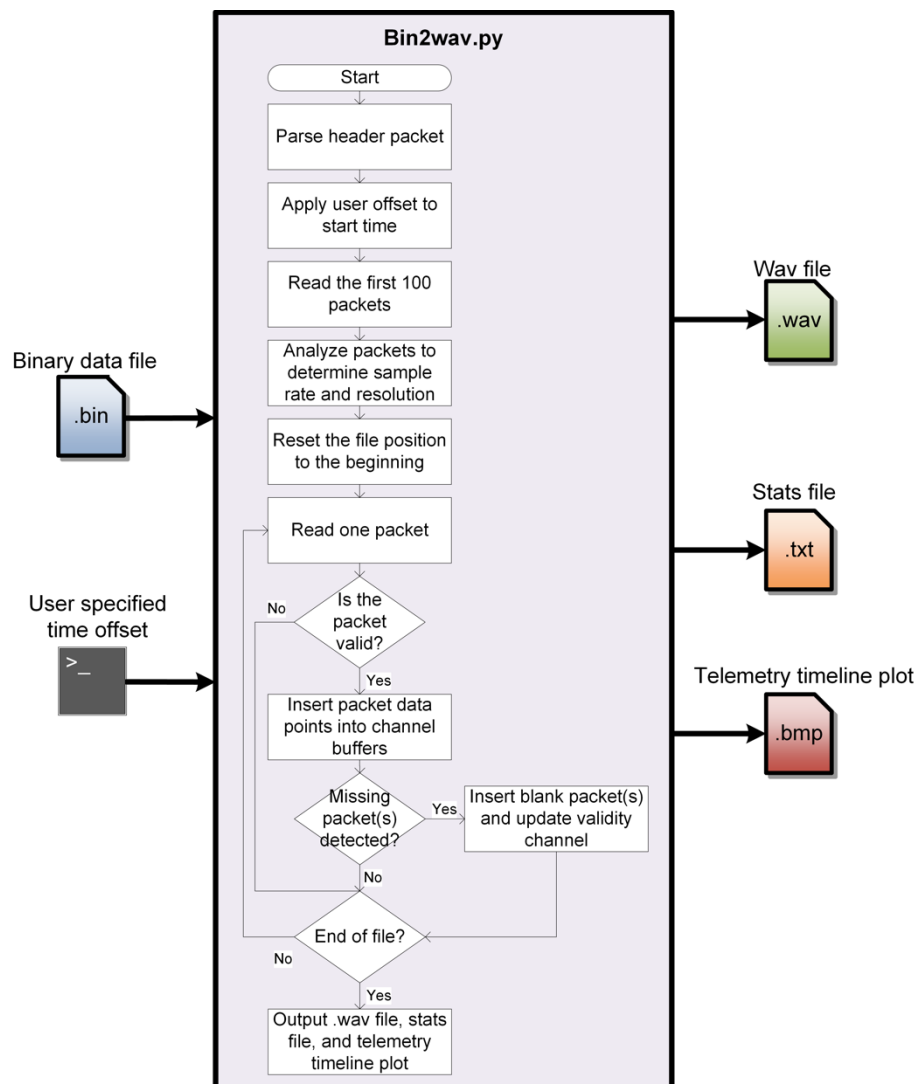 Bin2wav.py
Start
Parse header packet
Apply user offset to
start time
Read the first 100
packets
Analyze packets to
determine sample
rate and resolution
Reset the file position
to the beginning
Read one packet
Is the
packet
valid?
No
Yes
Insert packet data
points into channel
buffers
Missing
packet(s)
detected?
Yes
Insert blank packet(s)
and update validity
channel
No
End of file?
No
Yes
Output .wav file, stats
file, and telemetry
timeline plot
Binary data file
.bin
User specified
time offset
>_
Wav file
.wav
Stats file
.txt
Telemetry timeline plot
.bmp